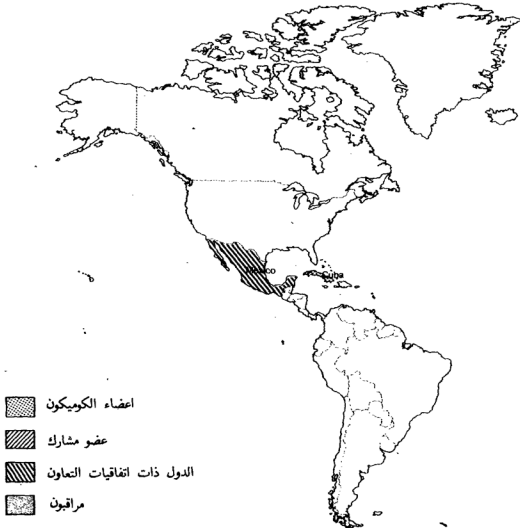 Mexico
Cuba
اعضاء الكوميكون
عضو مشارك
الدول ذات اتفاقيات التعاون
مراقبون